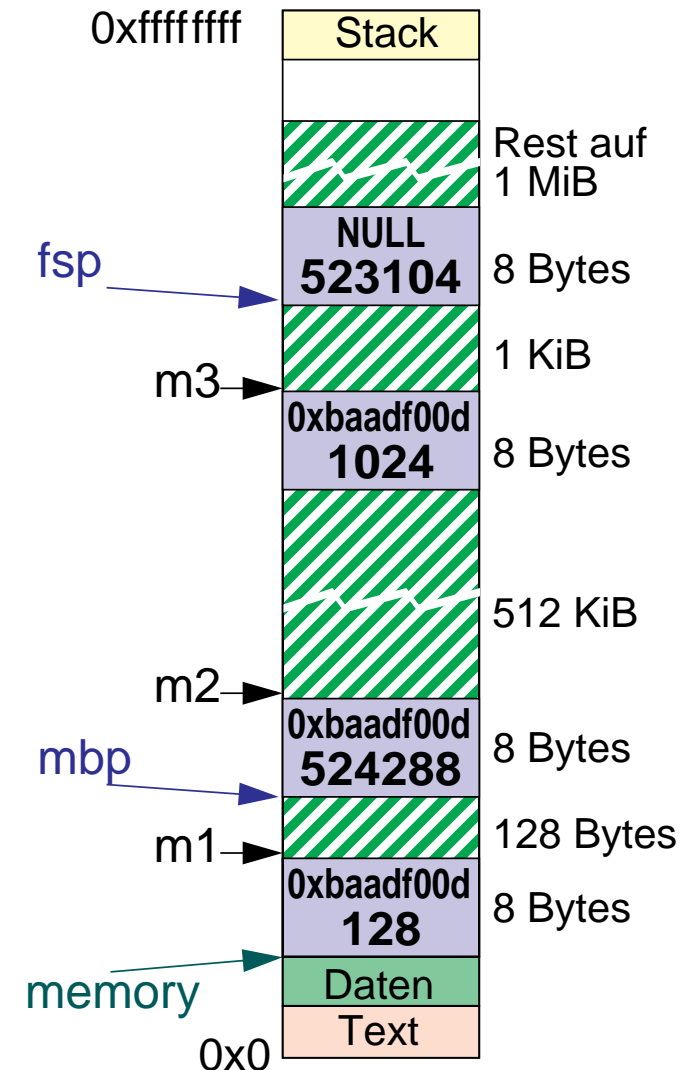 0xffffffff
Stack
Rest auf
1 MiB
NULL
523104
8 Bytes
fsp
1 KiB
m3
0xbaadf00d
1024
8 Bytes
512 KiB
m2
0xbaadf00d
524288
8 Bytes
mbp
128 Bytes
m1
0xbaadf00d
128
8 Bytes
memory
Daten
Text
0x0